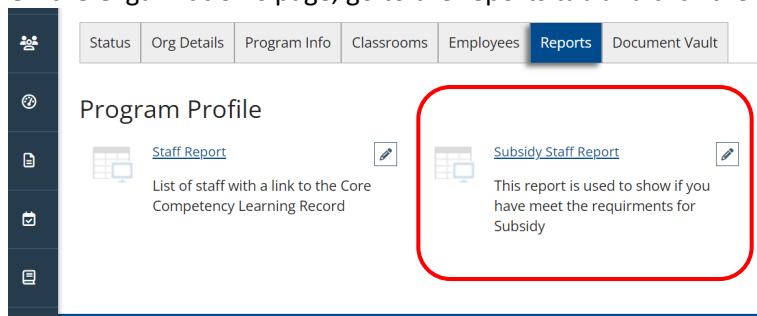 Status Org Details Program Info Classrooms Employees Reports Document Vault
Program Profile
Staff Report
List of staff with a link to the Core
Competency Learning Record
Subsidy Staff Report
This report is used to show if you
have meet the requirments for
Subsidy